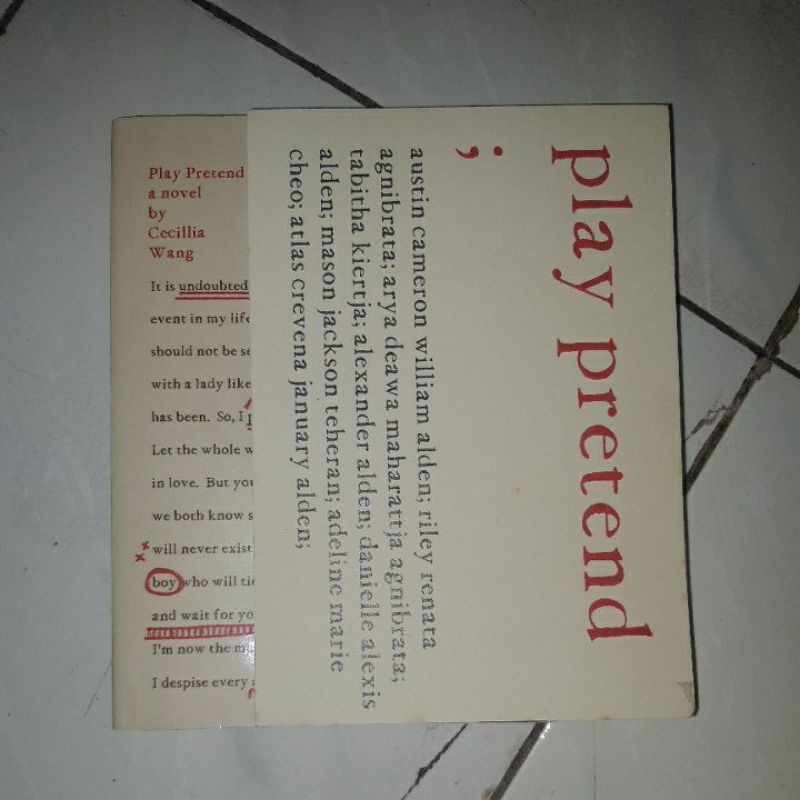 Play Pretend
a novel
by
Cecillia
Wang
It is undoubted
event in my life
should not be se
with a lady like
has been. So, I
Let the whole w
in love. But you
we both know s
will never exist
boy who will tie
and wait for yo
I'm now the m
I despise every
play pretend
;
austin cameron william alden; riley renata
agnibrata; arya deawa maharattja agnibrata;
tabitha kiertja; alexander alden; danielle alexis
alden; mason jackson teheran; adeline marie
cheo; atlas crevena january alden;